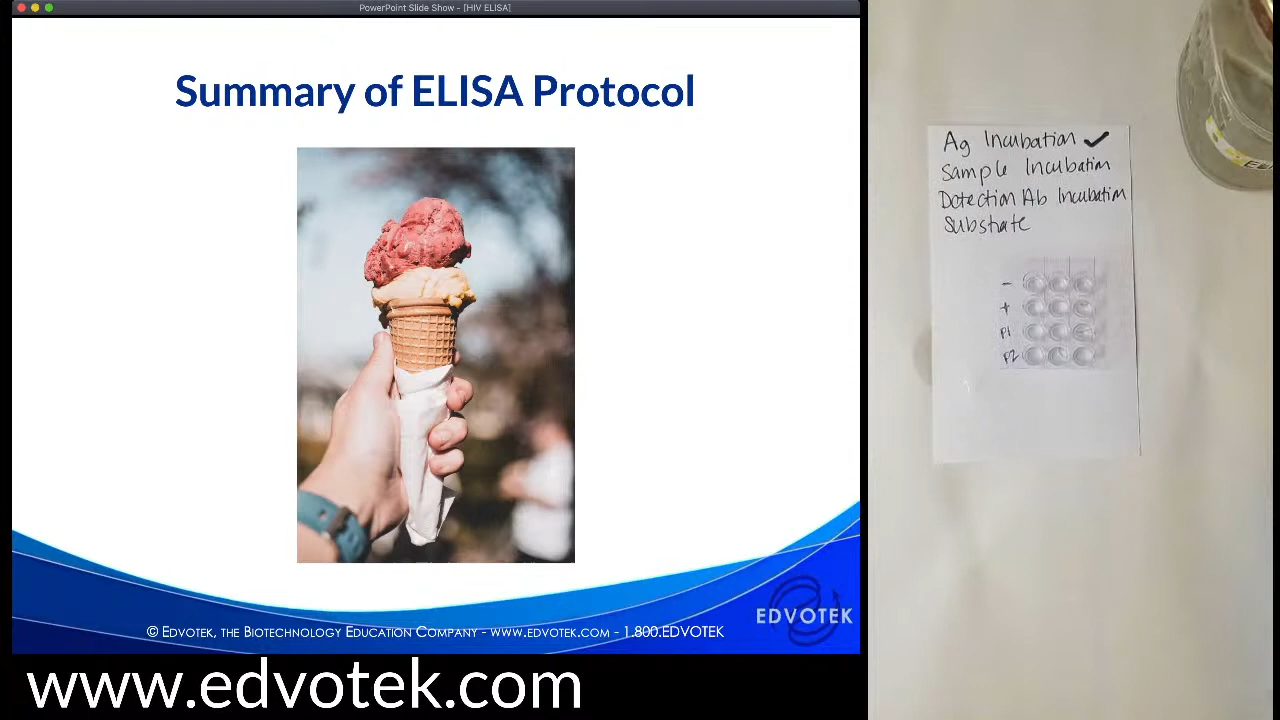 PowerPoint Slide Show - [HIV ELISA]
Summary of ELISA Protocol
EDVOTEK
© EDVOTEK, THE BIOTECHNOLOGY EDUCATION COMPANY - WWW.EDVOTEK.COM - 1.800.EDVOTEK
www.edvotek.com
Ag Incubation ✓
Sample Incubation
Detection Ab Incubation
Substrate
-
+
P1
P2